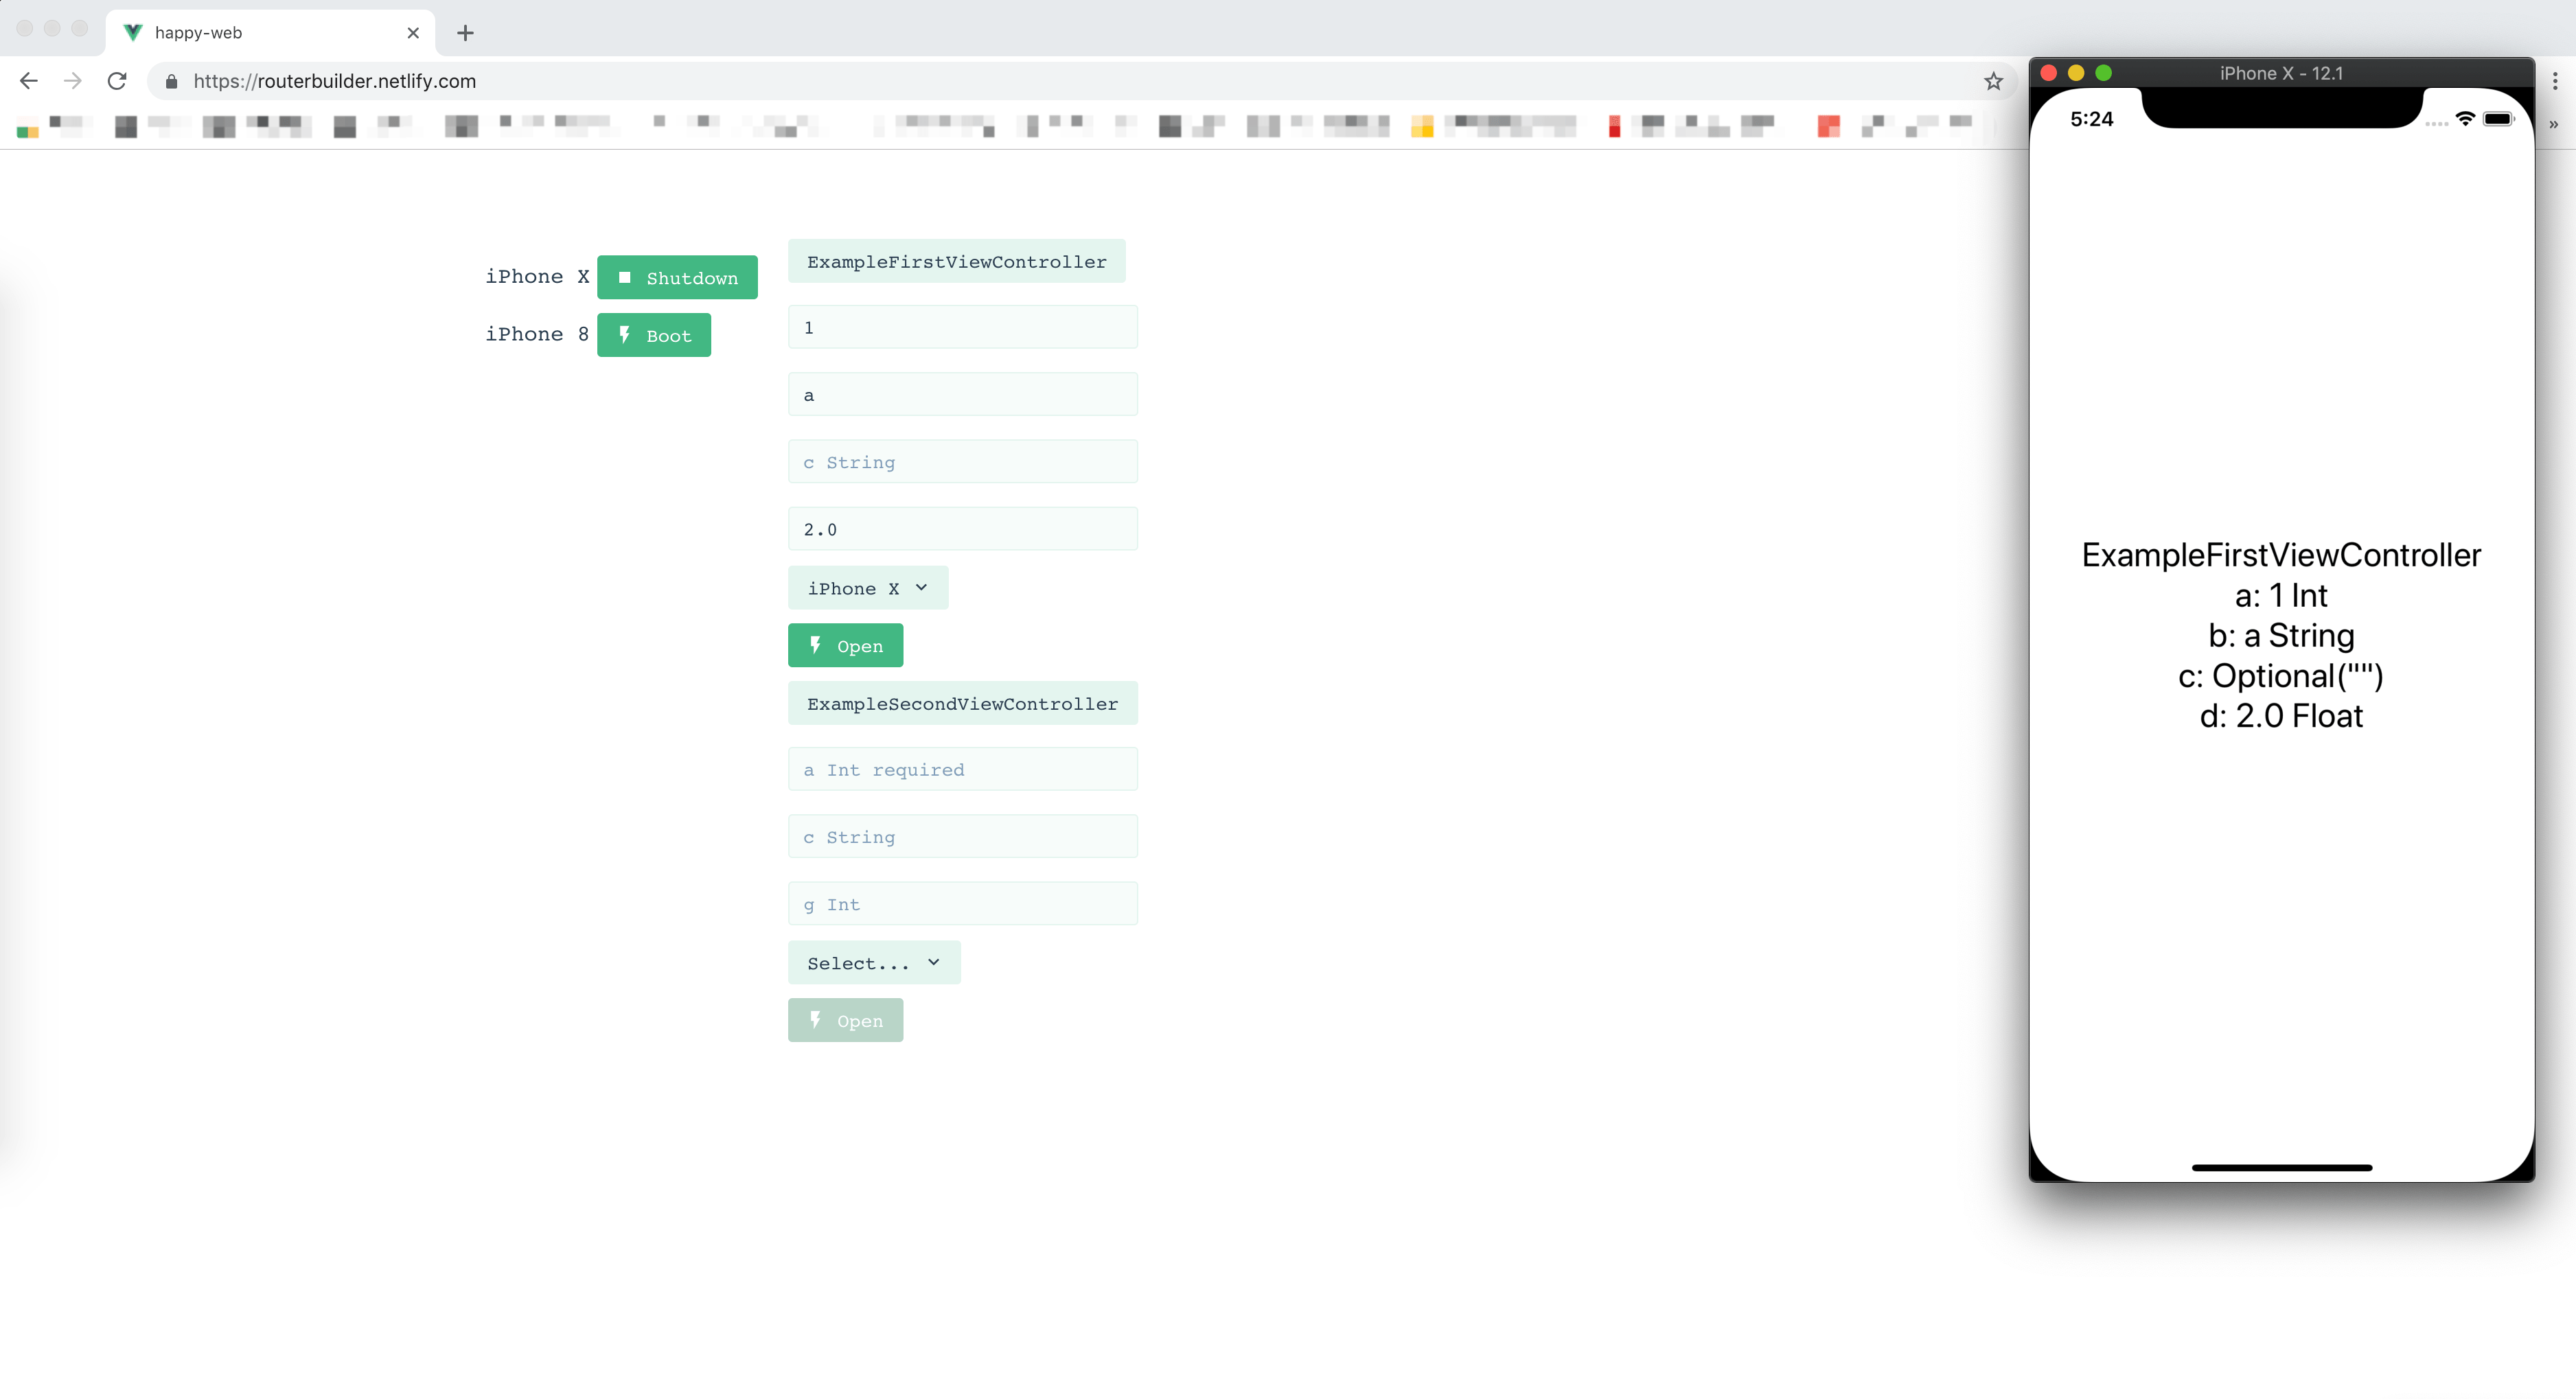 happy-web
https://routerbuilder.netlify.com
iPhone X - 12.1
5:24
iPhone X Shutdown
iPhone 8 Boot
ExampleFirstViewController
1
a
c String
2.0
iPhone X
Open
ExampleSecondViewController
a Int required
c String
g Int
Select...
Open
ExampleFirstViewController
a: 1 Int
b: a String
c: Optional("")
d: 2.0 Float